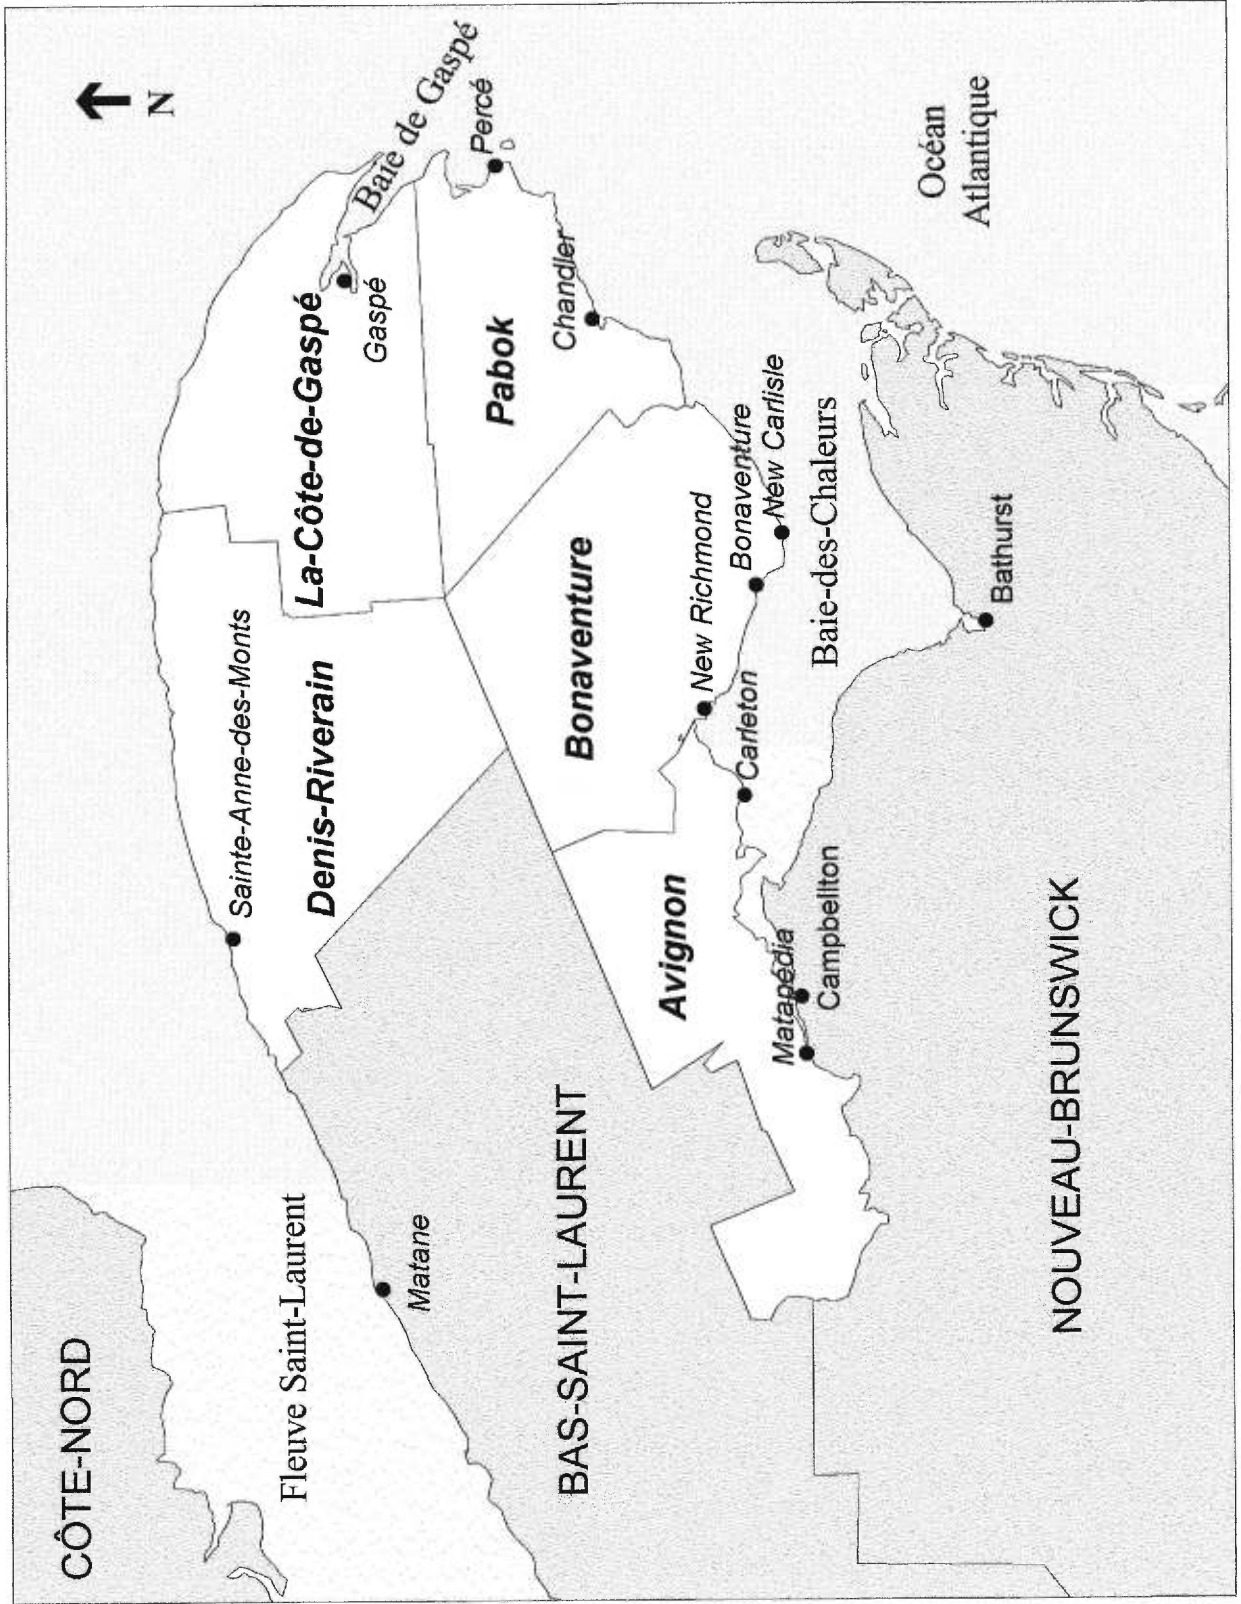 N
CÔTE-NORD
Fleuve Saint-Laurent
Sainte-Anne-des-Monts
Denis-Riverain
La-Côte-de-Gaspé
Gaspé
Baie de Gaspé
Percé
Matane
Pabok
Chandler
BAS-SAINT-LAURENT
Bonaventure
Avignon
New Richmond
Bonaventure
New Carlisle
Carleton
Baie-des-Chaleurs
Matapédia
Campbellton
Océan
Atlantique
Bathurst
NOUVEAU-BRUNSWICK